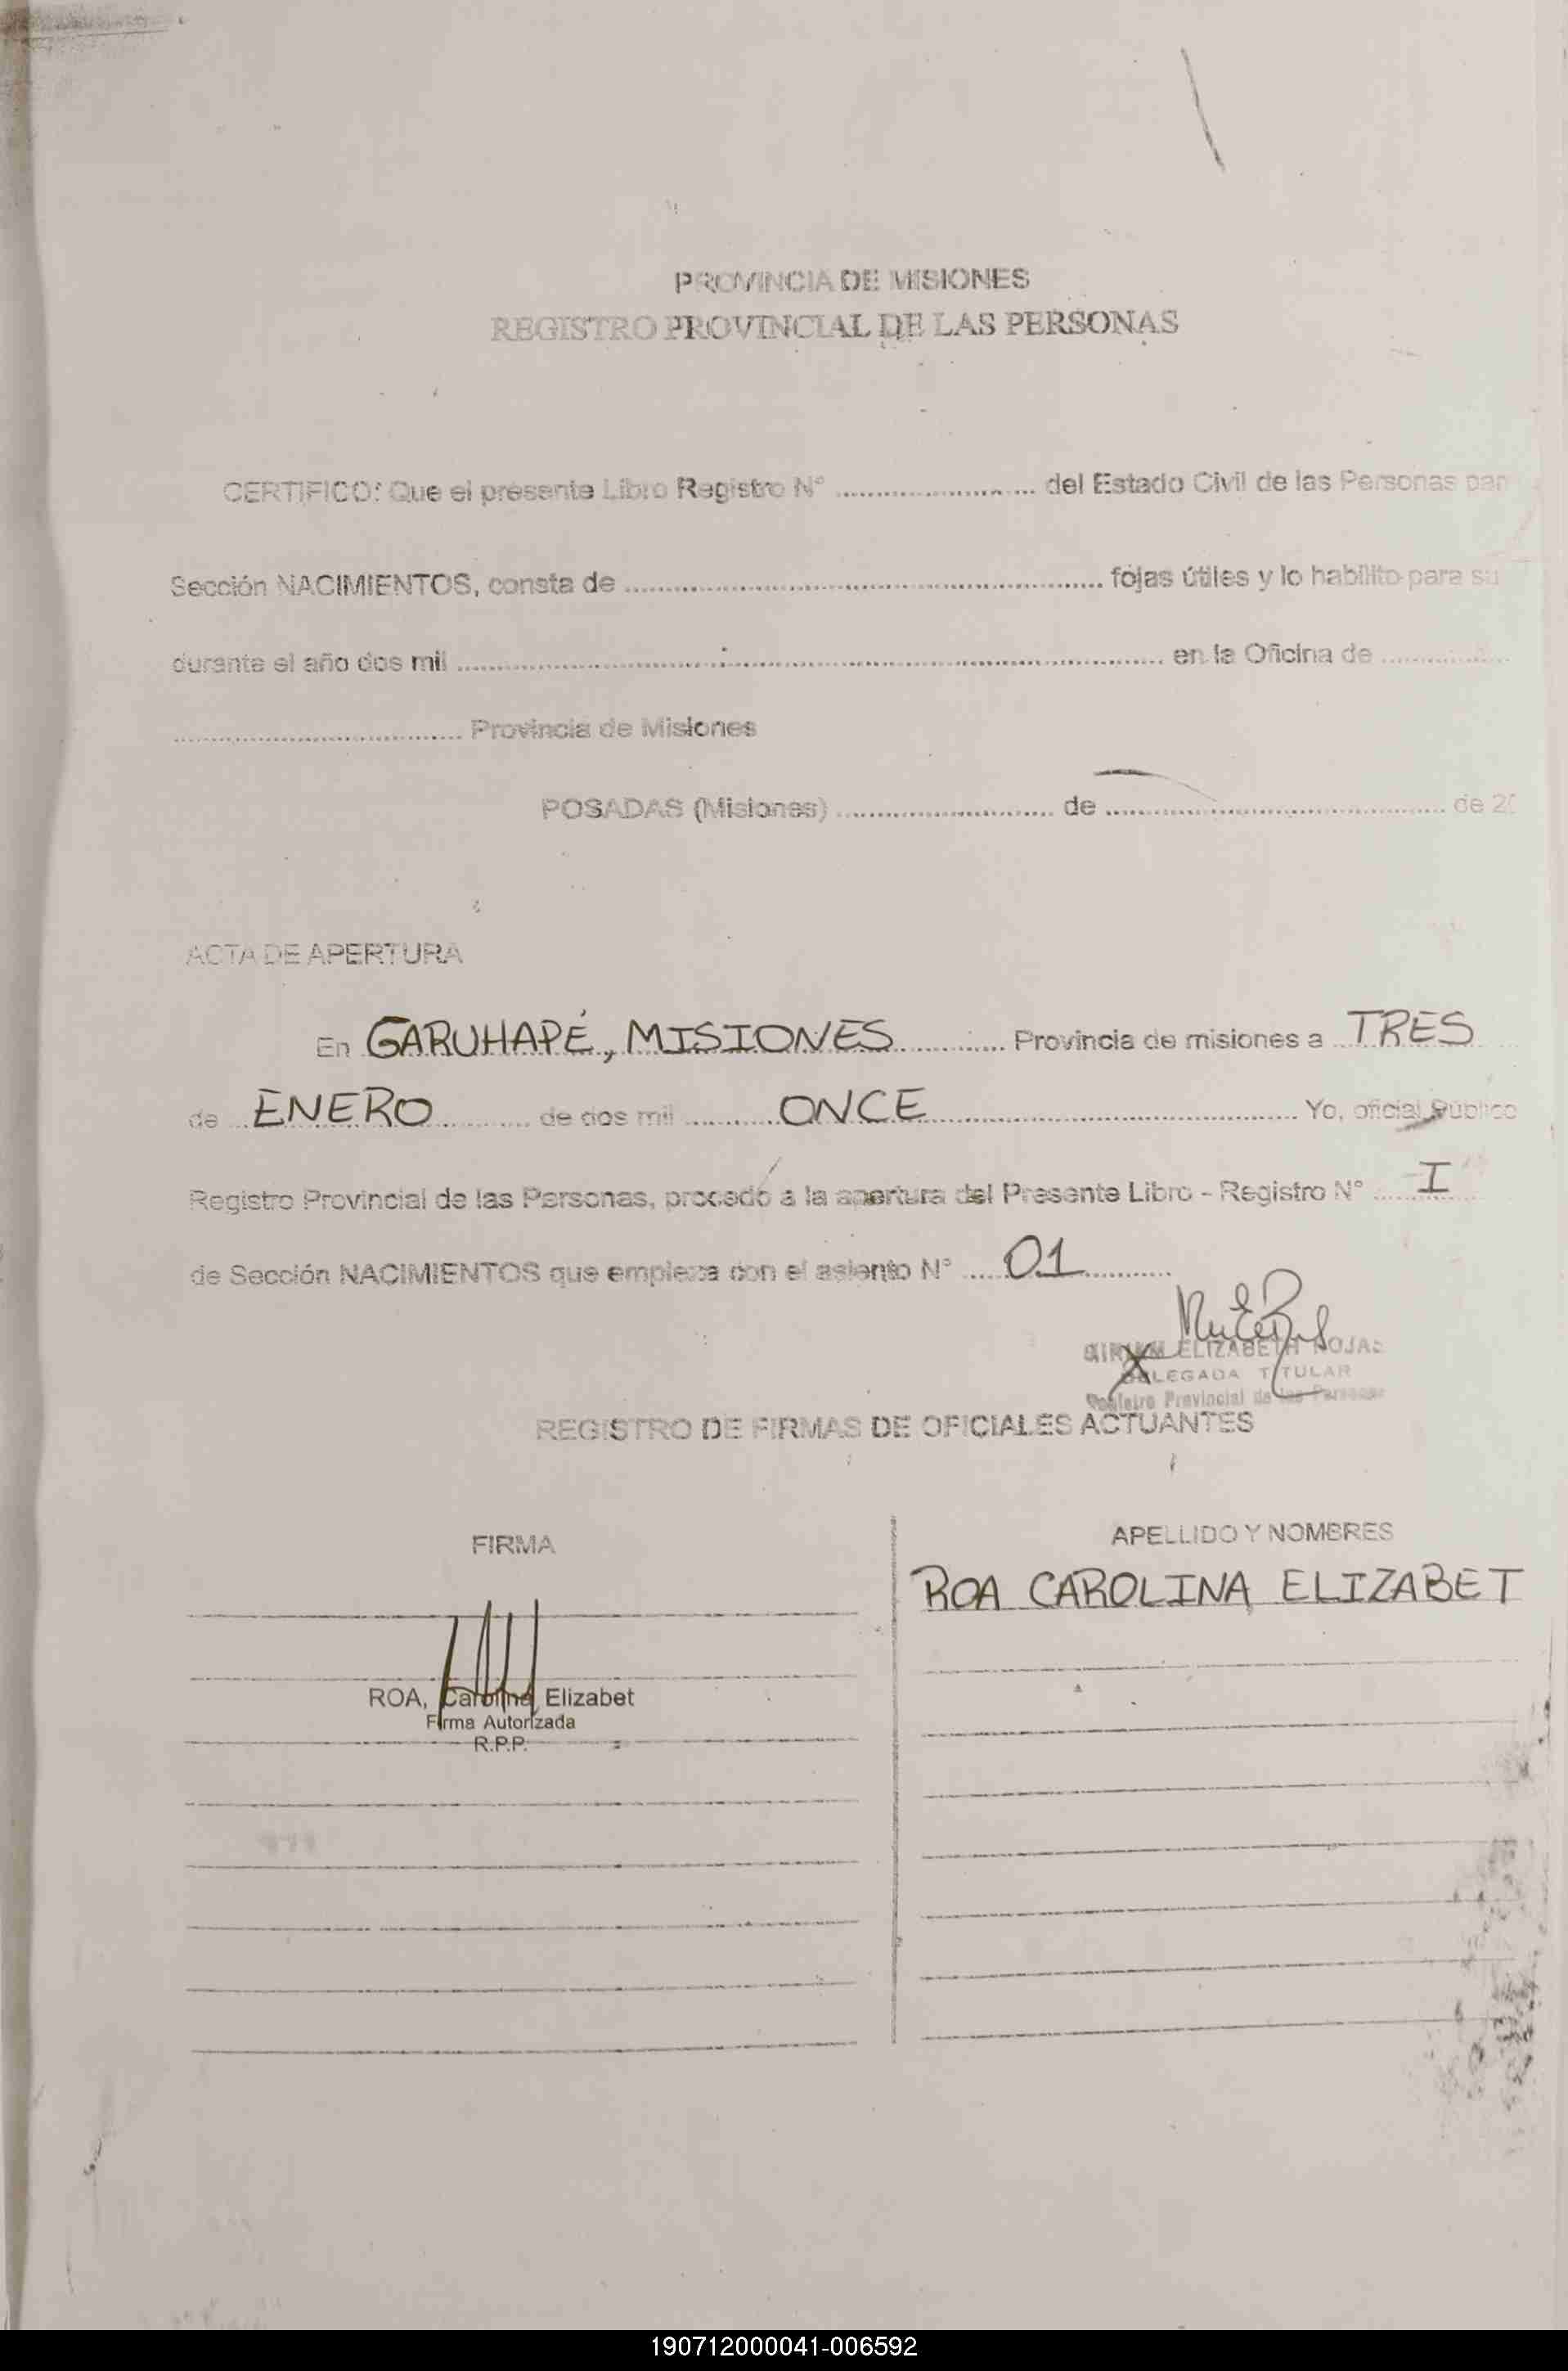 PROVINCIA DE MISIONES
REGISTRO PROVINCIAL DE LAS PERSONAS
CERTIFICO: Que el presente Libro Registro N° ........................ del Estado Civil de las Personas par
Sección NACIMIENTOS, consta de ........................ fojas útiles y lo habilito para su
durante el año dos mil ........................ en la Oficina de ................
........................ Provincia de Misiones
POSADAS (Misiones) ........................ de ........................ de 20
ACTA DE APERTURA
En GARUHAPÉ, MISIONES ............ Provincia de misiones a TRES
de ENERO ............ de dos mil ............ ONCE ........................ Yo, oficial Público
Registro Provincial de las Personas, procedo a la apertura del Presente Libro - Registro N° ...... I
de Sección NACIMIENTOS que empieza con el asiento N° ..... 01 ............
ELIZABETH ROJAS
DELEGADA TITULAR
Registro Provincial de las Personas
REGISTRO DE FIRMAS DE OFICIALES ACTUANTES
FIRMA
APELLIDO Y NOMBRES
ROA CAROLINA ELIZABET
ROA, Carolina Elizabet
Firma Autorizada
R.P.P.
190712000041-006592